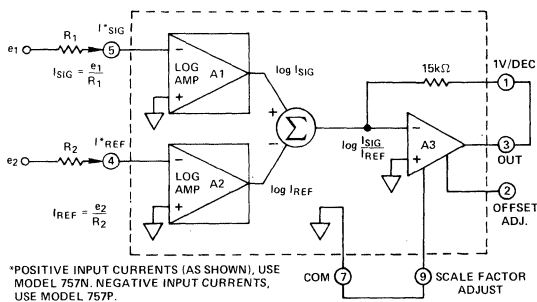 R1 I*SIG
e1 5
ISIG = e1/R1
LOG AMP A1
log ISIG
15kΩ
1V/DEC
1
+
Σ
−
log ISIG/IREF
A3
3
OUT
R2 I*REF
e2 4
IREF = e2/R2
LOG AMP A2
log IREF
2
OFFSET
ADJ.
COM 7
9 SCALE FACTOR
ADJUST
*POSITIVE INPUT CURRENTS (AS SHOWN), USE
MODEL 757N. NEGATIVE INPUT CURRENTS,
USE MODEL 757P.